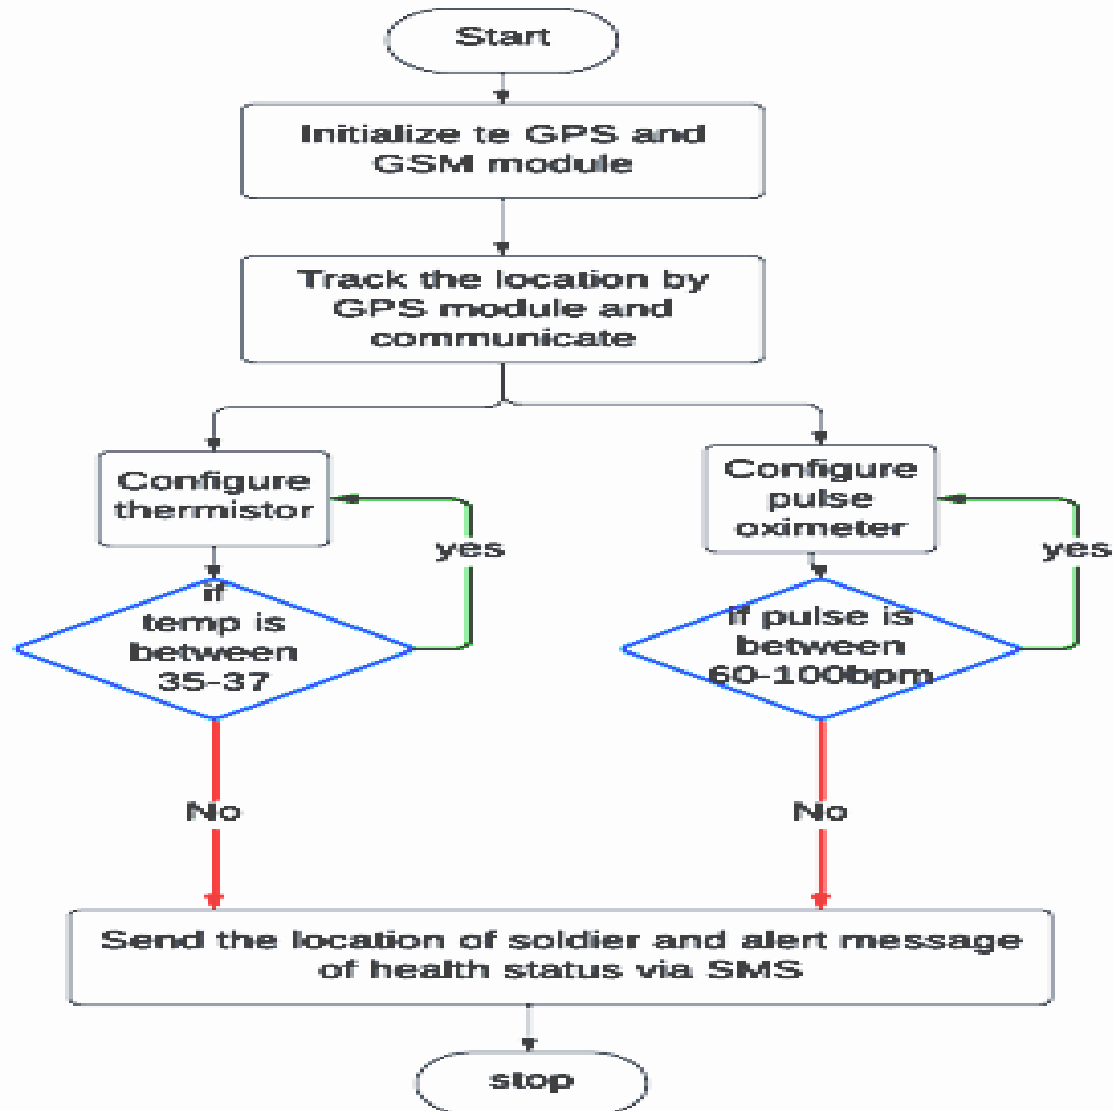 Start
Initialize te GPS and
GSM module
Track the location by
GPS module and
communicate
Configure
thermistor
yes
if
temp is
between
35-37
No
Configure
pulse
oximeter
yes
if pulse is
between
60-100bpm
No
Send the location of soldier and alert message
of health status via SMS
stop